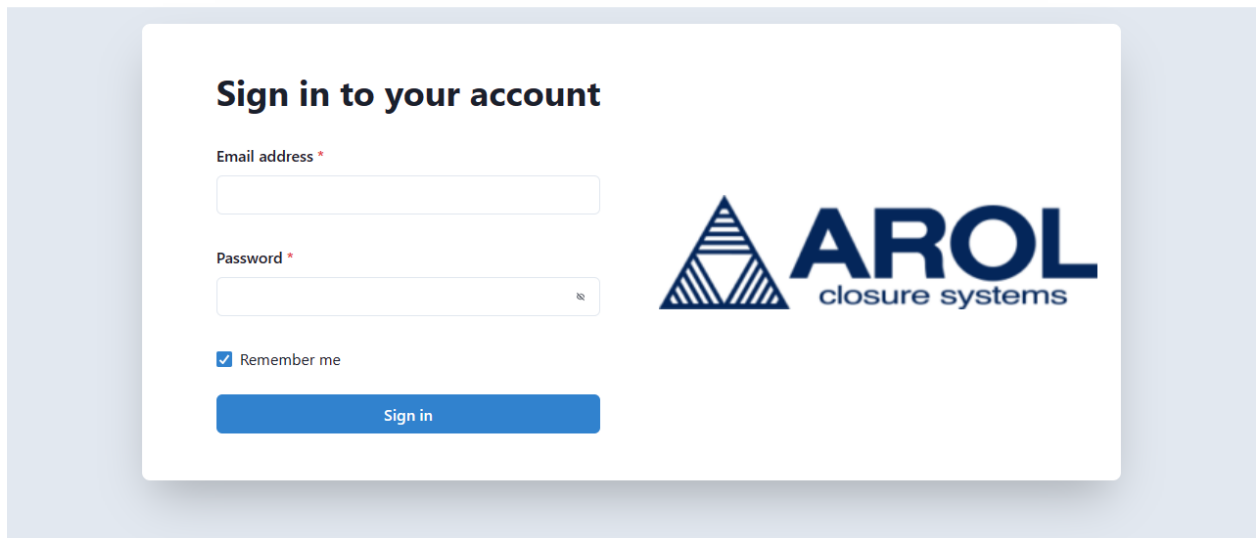 Sign in to your account
Email address *
Password *
Remember me
Sign in
AROL
closure systems